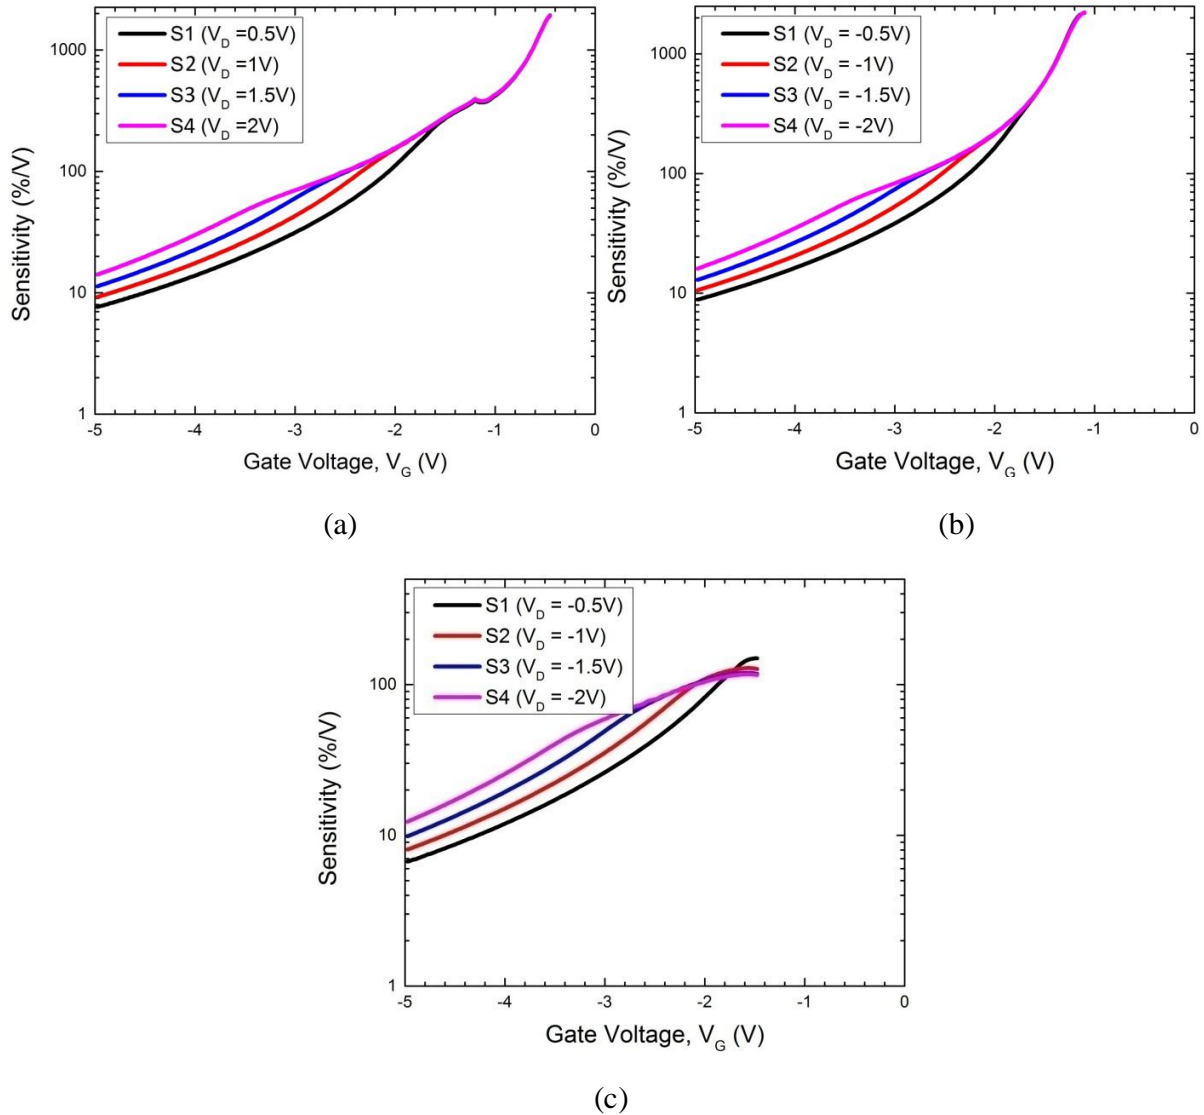 S1 (V_D =0.5V)
S2 (V_D =1V)
S3 (V_D =1.5V)
S4 (V_D =2V)
1000
100
10
1
Sensitivity (%/V)
-5 -4 -3 -2 -1 0
Gate Voltage, V_G (V)
(a)
S1 (V_D = -0.5V)
S2 (V_D = -1V)
S3 (V_D = -1.5V)
S4 (V_D = -2V)
1000
100
10
1
Sensitivity (%/V)
-5 -4 -3 -2 -1 0
Gate Voltage, V_G (V)
(b)
S1 (V_D = -0.5V)
S2 (V_D = -1V)
S3 (V_D = -1.5V)
S4 (V_D = -2V)
100
10
1
Sensitivity (%/V)
-5 -4 -3 -2 -1 0
Gate Voltage, V_G (V)
(c)